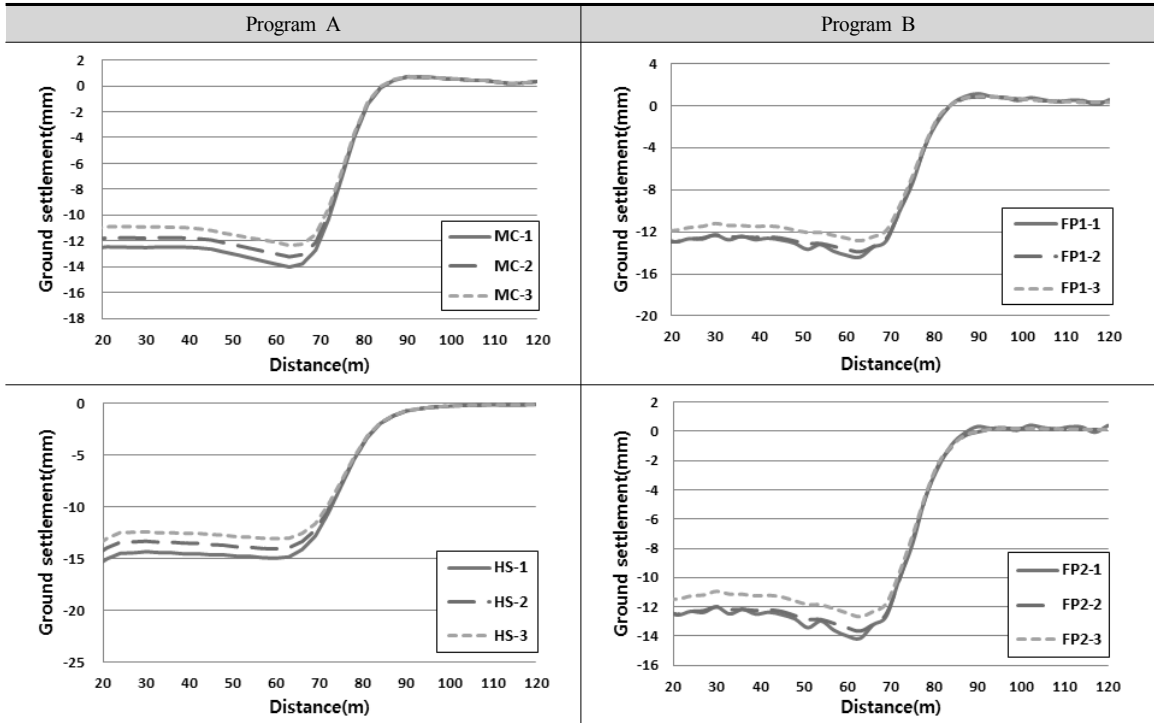 Program A
Program B
Ground settlement(mm)
2
0
-2
-4
-6
-8
-10
-12
-14
-16
-18
20 30 40 50 60 70 80 90 100 110 120
Distance(m)
MC-1
MC-2
MC-3
Ground settlement(mm)
4
0
-4
-8
-12
-16
-20
20 30 40 50 60 70 80 90 100 110 120
Distance(m)
FP1-1
FP1-2
FP1-3
Ground settlement(mm)
0
-5
-10
-15
-20
-25
20 30 40 50 60 70 80 90 100 110 120
Distance(m)
HS-1
HS-2
HS-3
Ground settlement(mm)
2
0
-2
-4
-6
-8
-10
-12
-14
-16
20 30 40 50 60 70 80 90 100 110 120
Distance(m)
FP2-1
FP2-2
FP2-3